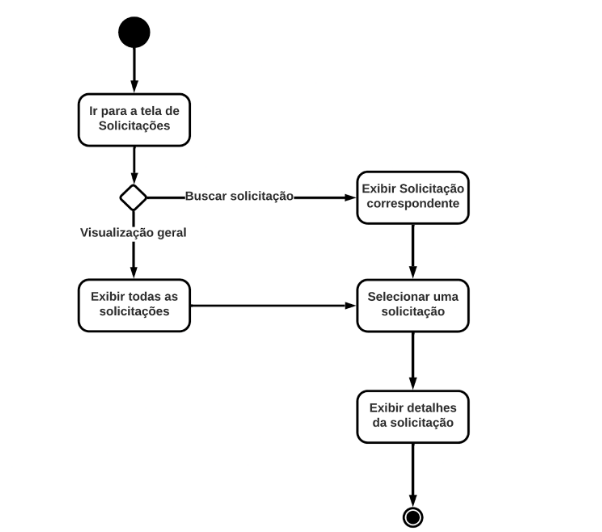 Ir para a tela de
Solicitações
Buscar solicitação
Exibir Solicitação
correspondente
Visualização geral
Exibir todas as
solicitações
Selecionar uma
solicitação
Exibir detalhes
da solicitação